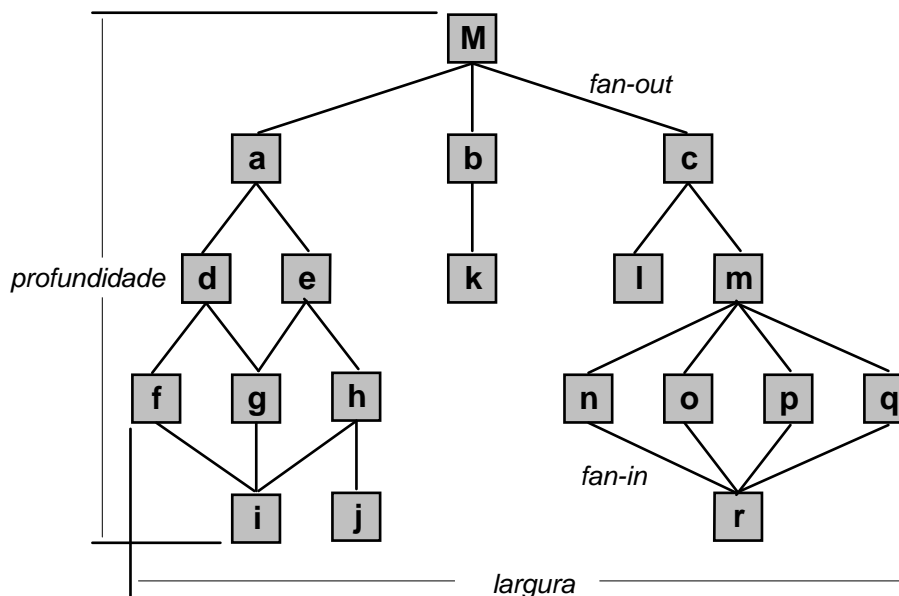 M
fan-out
a b c
profundidade d e k l m
f g h n o p q
fan-in
i j r
largura